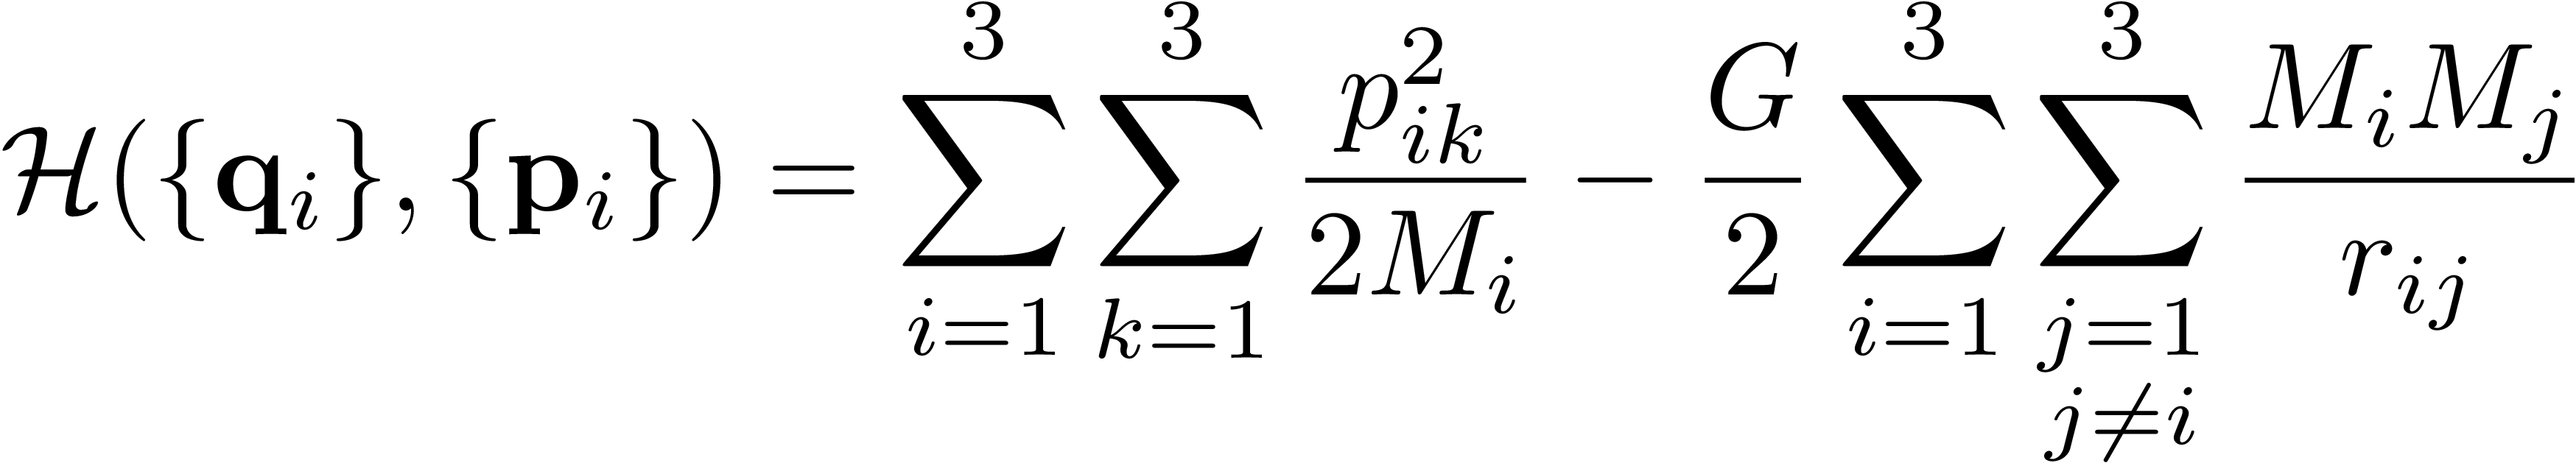 $\mathcal{H}(\{\mathbf{q}_i\}, \{\mathbf{p}_i\}) = \sum_{i=1}^{3} \sum_{k=1}^{3} \frac{p_{ik}^2}{2M_i} - \frac{G}{2} \sum_{i=1}^{3} \sum_{\substack{j=1 \\ j \neq i}}^{3} \frac{M_i M_j}{r_{ij}}$